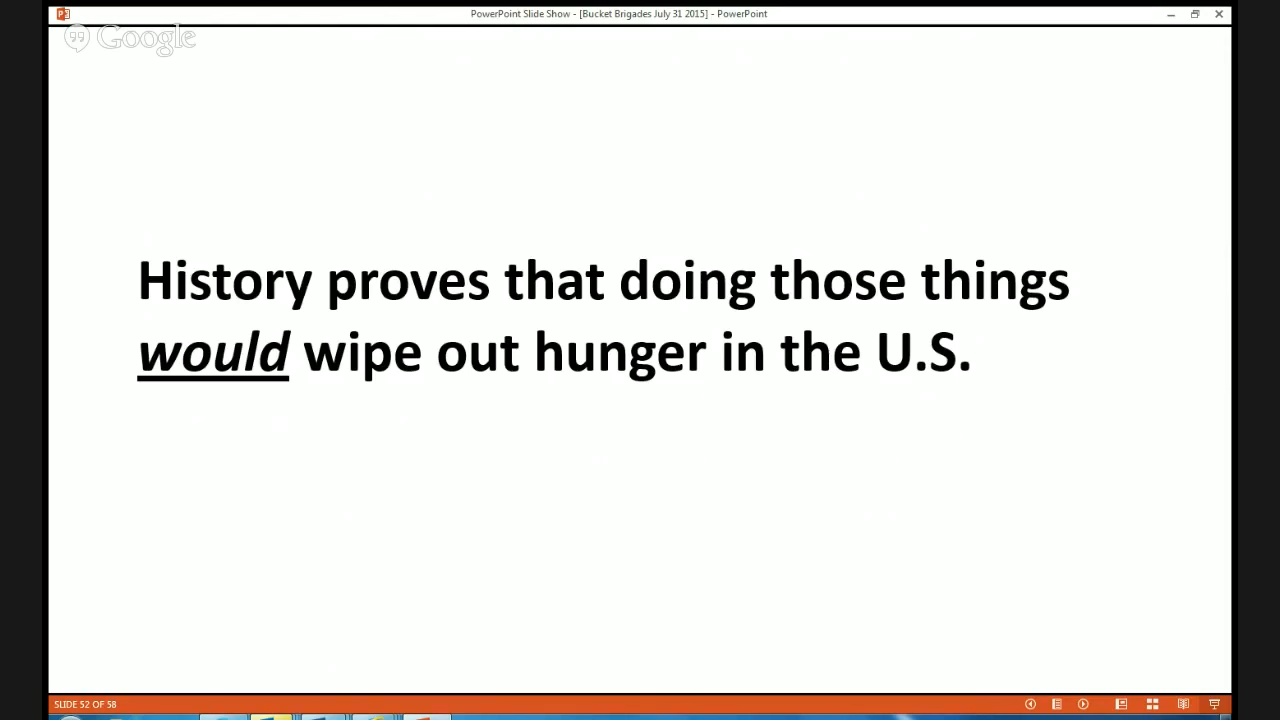 PowerPoint Slide Show - [Bucket Brigades July 31 2015] - PowerPoint
Google
History proves that doing those things
would wipe out hunger in the U.S.
SLIDE 52 OF 58